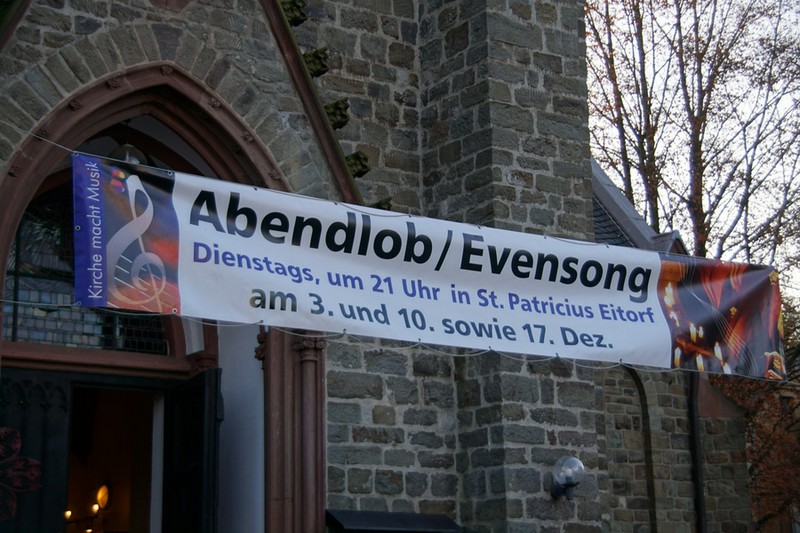 Kirche macht Musik
Abendlob/Evensong
Dienstags, um 21 Uhr in St. Patricius Eitorf
am 3. und 10. sowie 17. Dez.